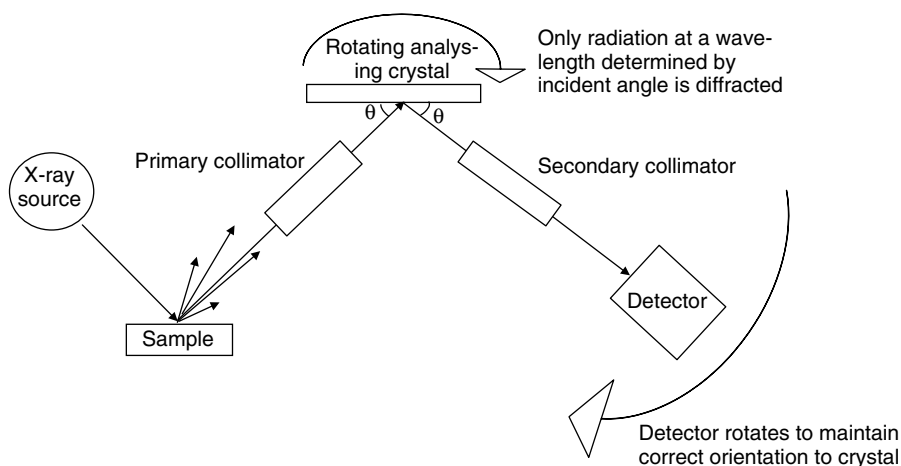 Rotating analys-
ing crystal
Only radiation at a wave-
length determined by
incident angle is diffracted
θ
θ
Primary collimator
Secondary collimator
X-ray
source
Detector
Sample
Detector rotates to maintain
correct orientation to crystal